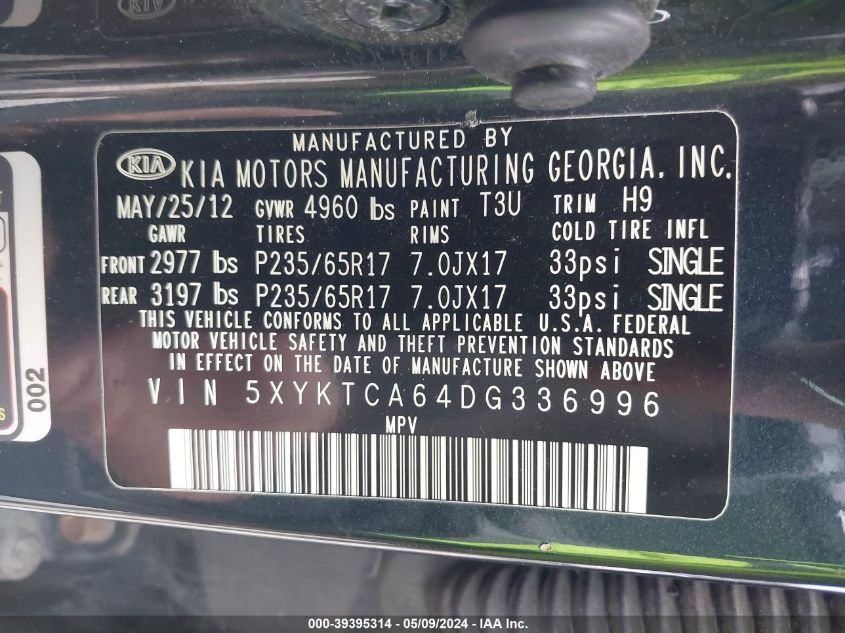 KIA
MANUFACTURED BY
KIA KIA MOTORS MANUFACTURING GEORGIA, INC.
MAY/25/12 GVWR 4960 lbs PAINT T3U TRIM H9
GAWR TIRES RIMS COLD TIRE INFL
FRONT 2977 lbs P235/65R17 7.0JX17 33psi SINGLE
REAR 3197 lbs P235/65R17 7.0JX17 33psi SINGLE
THIS VEHICLE CONFORMS TO ALL APPLICABLE U.S.A. FEDERAL
MOTOR VEHICLE SAFETY AND THEFT PREVENTION STANDARDS
IN EFFECT ON THE DATE OF MANUFACTURE SHOWN ABOVE
VIN 5XYKTCA64DG336996
MPV
002
000-39395314 / 05/09/2024 - IAA Inc.